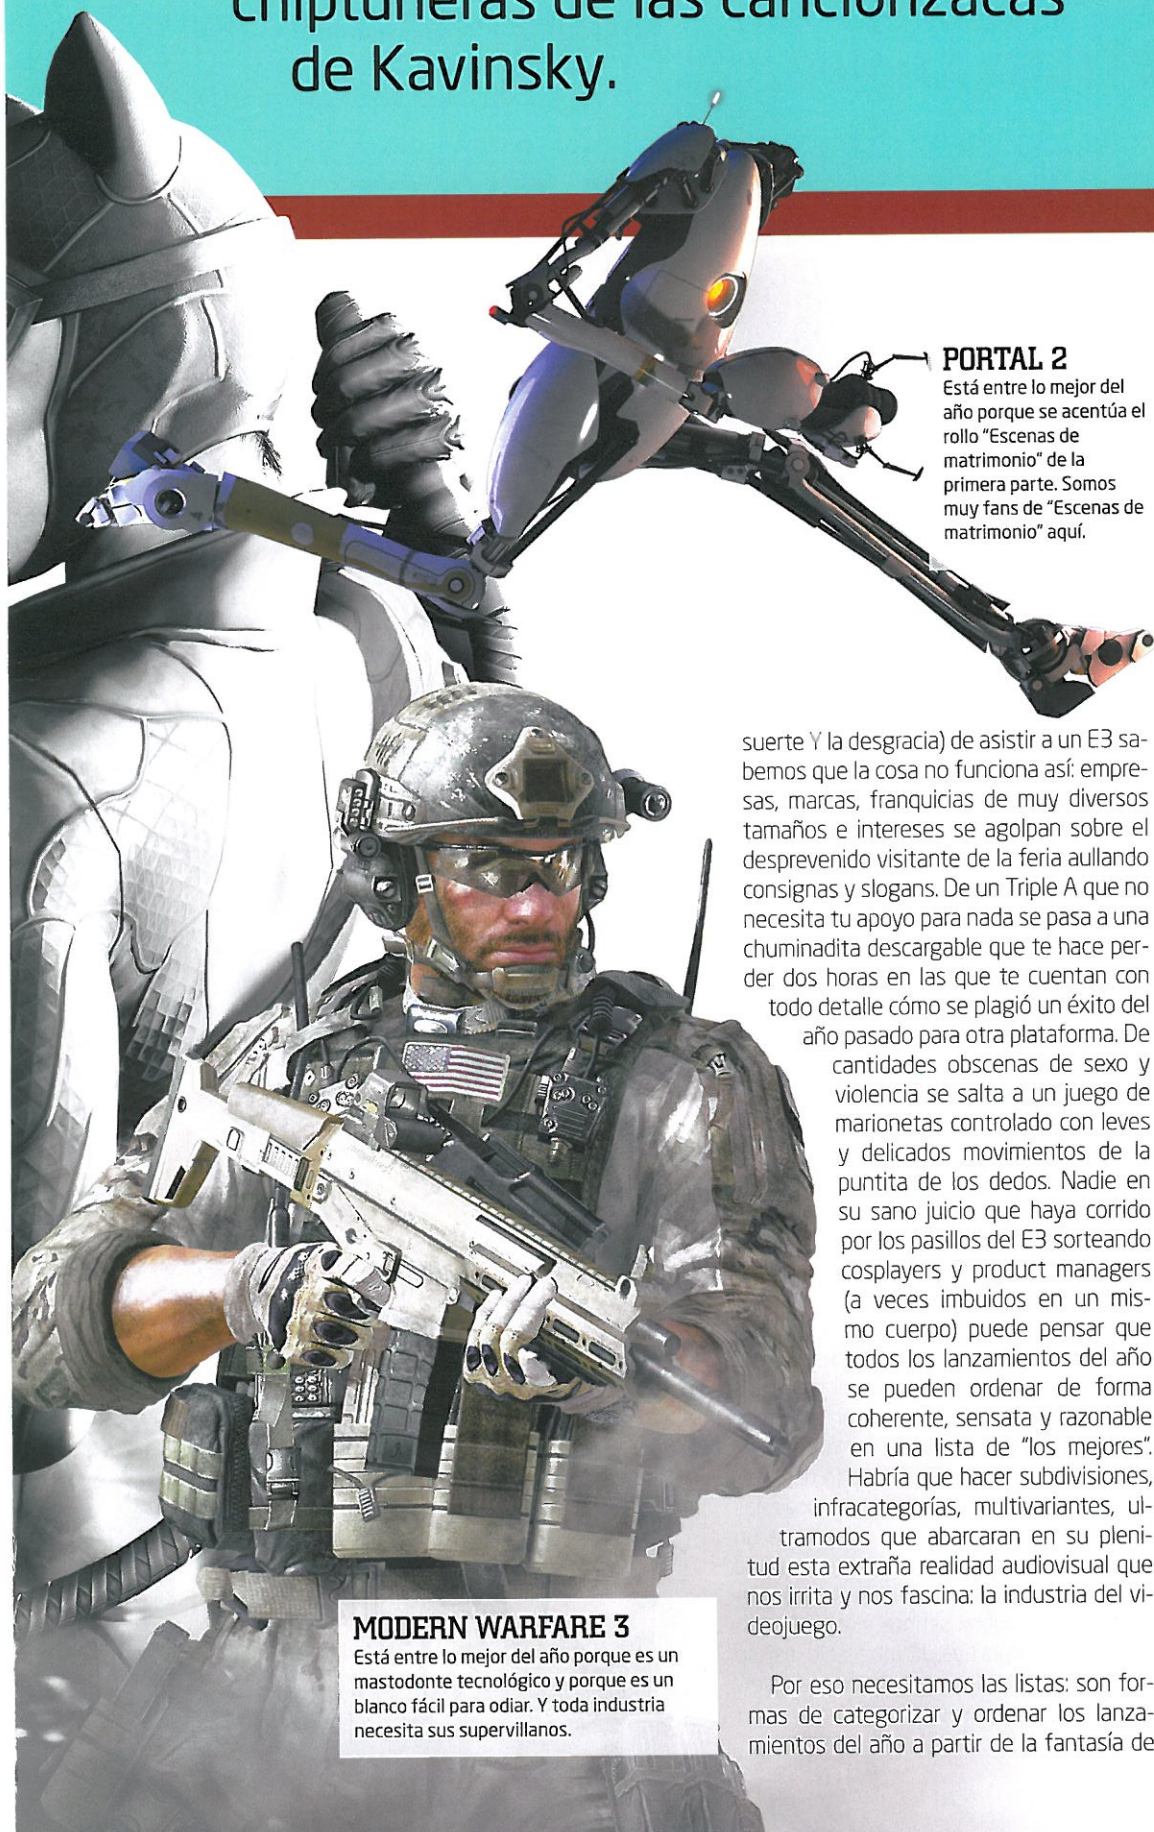 chiptuneras de las cancionzacas
de Kavinsky.
PORTAL 2
Está entre lo mejor del
año porque se acentúa el
rollo "Escenas de
matrimonio" de la
primera parte. Somos
muy fans de "Escenas de
matrimonio" aquí.
suerte Y la desgracia) de asistir a un E3 sa-
bemos que la cosa no funciona así: empre-
sas, marcas, franquicias de muy diversos
tamaños e intereses se agolpan sobre el
desprevenido visitante de la feria aullando
consignas y slogans. De un Triple A que no
necesita tu apoyo para nada se pasa a una
chuminadita descargable que te hace per-
der dos horas en las que te cuentan con
todo detalle cómo se plagió un éxito del
año pasado para otra plataforma. De
cantidades obscenas de sexo y
violencia se salta a un juego de
marionetas controlado con leves
y delicados movimientos de la
puntita de los dedos. Nadie en
su sano juicio que haya corrido
por los pasillos del E3 sorteando
cosplayers y product managers
(a veces imbuidos en un mis-
mo cuerpo) puede pensar que
todos los lanzamientos del año
se pueden ordenar de forma
coherente, sensata y razonable
en una lista de "los mejores".
Habría que hacer subdivisiones,
infracategorías, multivariantes, ul-
tramodos que abarcaran en su pleni-
tud esta extraña realidad audiovisual que
nos irrita y nos fascina: la industria del vi-
deojuego.
Por eso necesitamos las listas: son for-
mas de categorizar y ordenar los lanza-
mientos del año a partir de la fantasía de
MODERN WARFARE 3
Está entre lo mejor del año porque es un
mastodonte tecnológico y porque es un
blanco fácil para odiar. Y toda industria
necesita sus supervillanos.